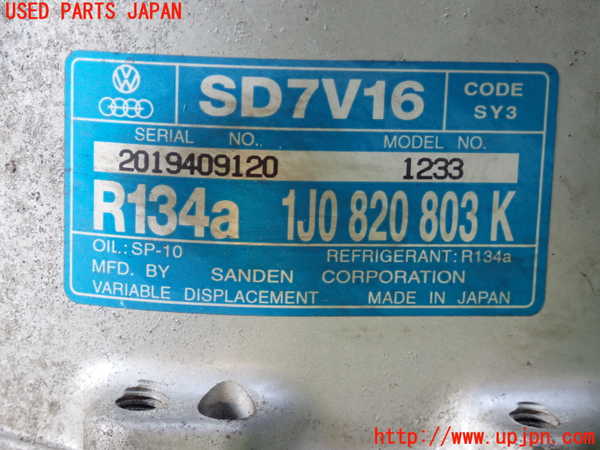 USED PARTS JAPAN
SD7V16
CODE
SY3
SERIAL NO.
MODEL NO.
2019409120
1233
R134a
1J0 820 803 K
OIL:SP-10
REFRIGERANT:R134a
MFD. BY SANDEN CORPORATION
VARIABLE DISPLACEMENT MADE IN JAPAN
http://www.upjpn.com/